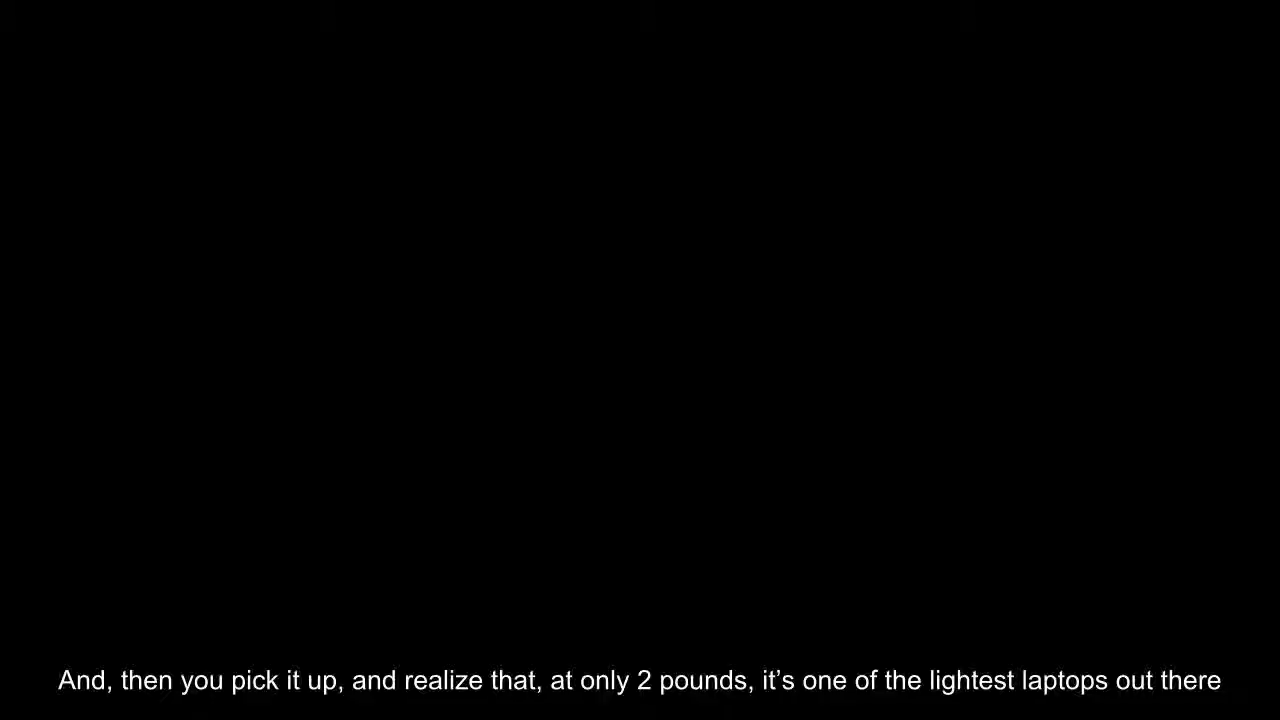 And, then you pick it up, and realize that, at only 2 pounds, it’s one of the lightest laptops out there